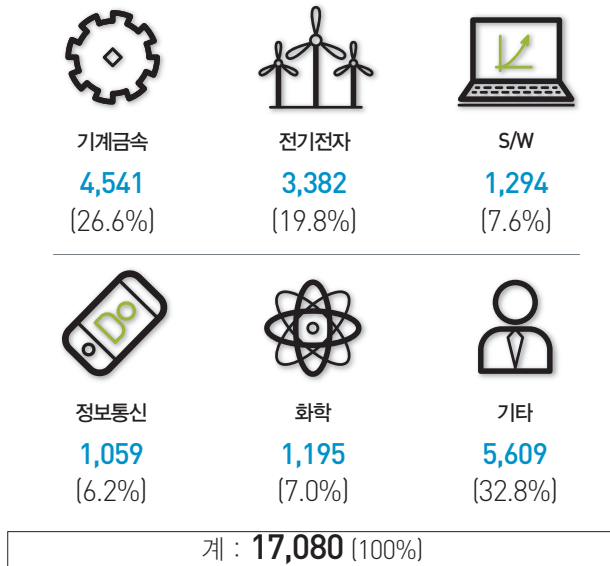 기계금속 전기전자 S/W
4,541 3,382 1,294
(26.6%) (19.8%) (7.6%)
Do
정보통신 화학 기타
1,059 1,195 5,609
(6.2%) (7.0%) (32.8%)
계 : 17,080 (100%)